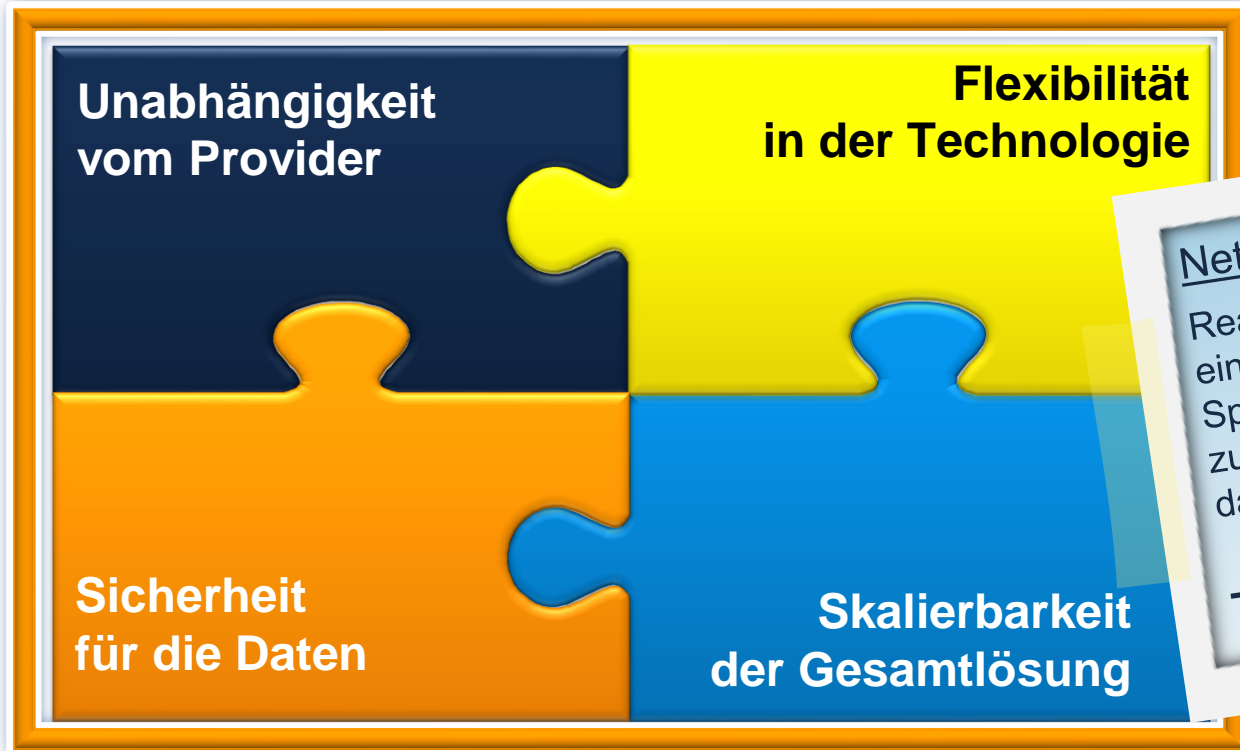 Unabhängigkeit
vom Provider
Flexibilität
in der Technologie
Sicherheit
für die Daten
Skalierbarkeit
der Gesamtlösung